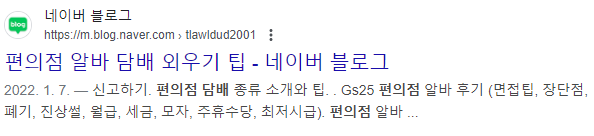 blog
네이버 블로그
https://m.blog.naver.com › tlawldud2001
편의점 알바 담배 외우기 팁 - 네이버 블로그
2022. 1. 7. — 신고하기. 편의점 담배 종류 소개와 팁. . Gs25 편의점 알바 후기 (면접팁, 장단점,
폐기, 진상썰, 월급, 세금, 모자, 주휴수당, 최저시급). 편의점 알바 ...